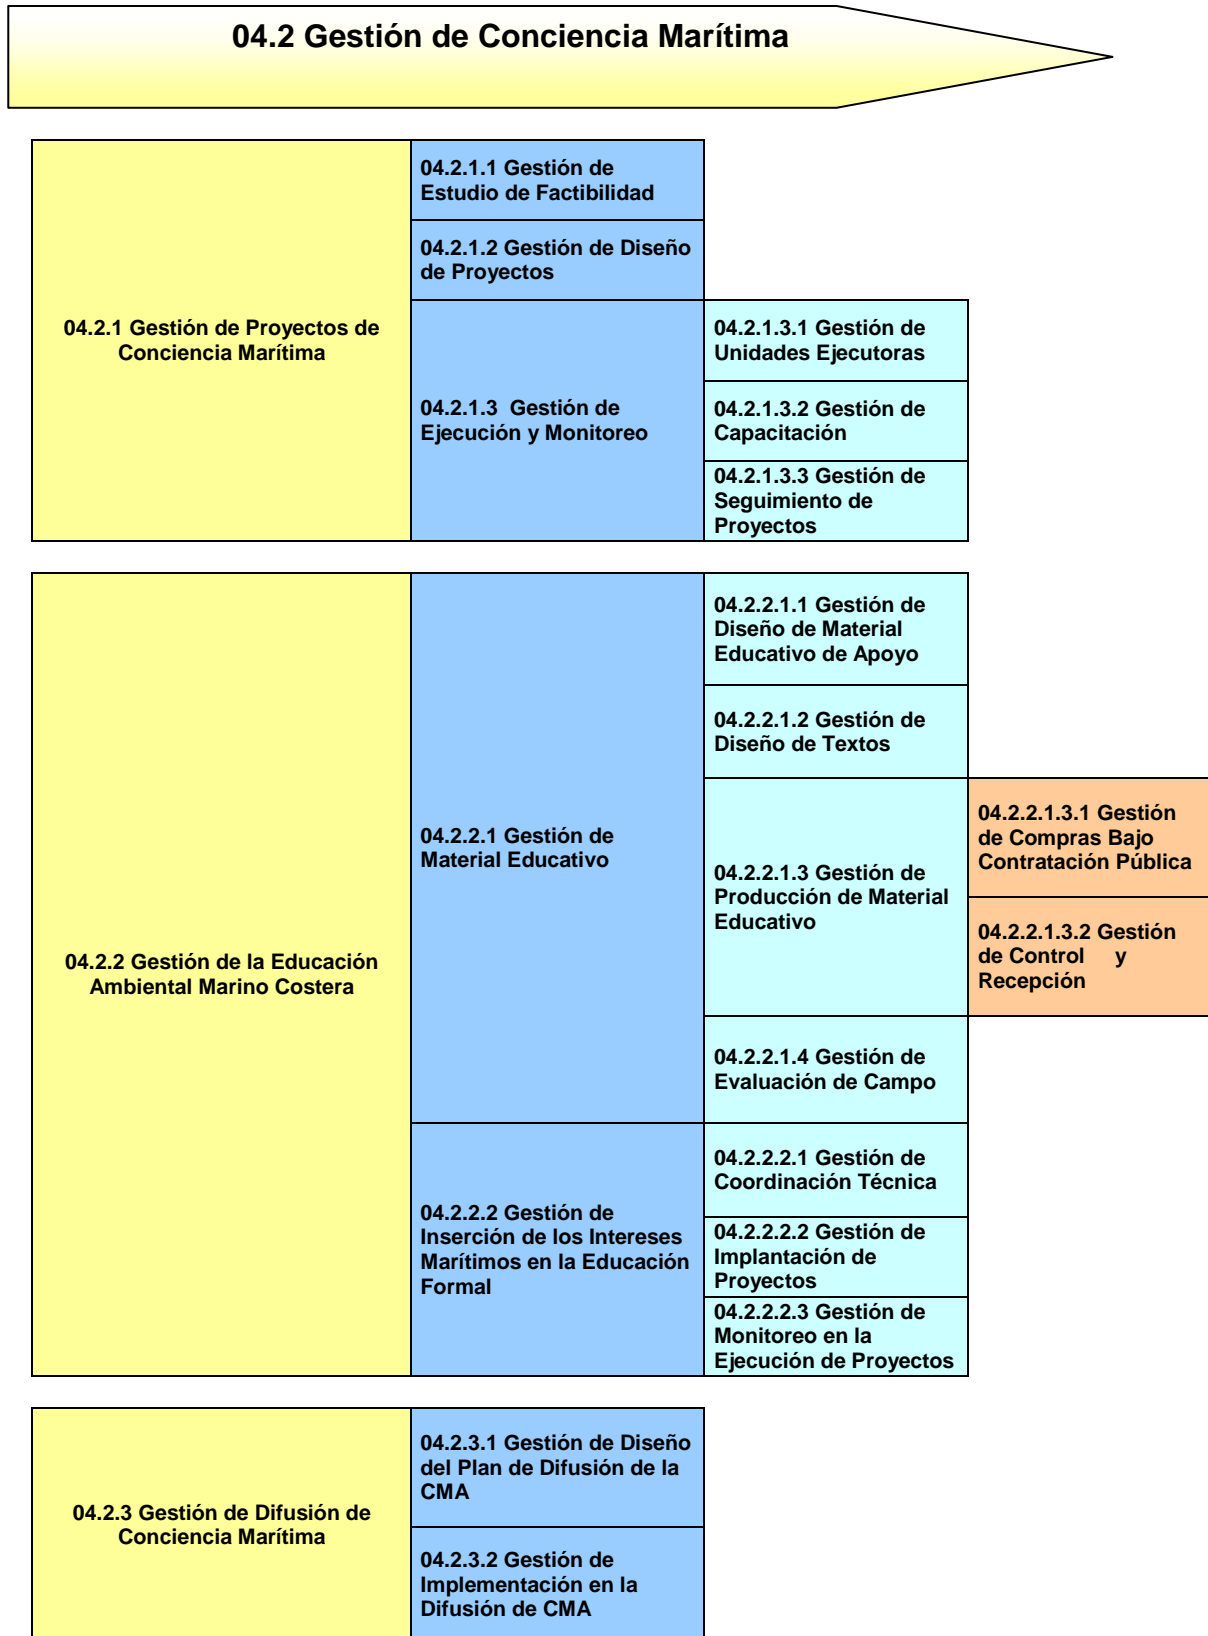 04.2 Gestión de Conciencia Marítima
04.2.1 Gestión de Proyectos de
Conciencia Marítima
04.2.1.1 Gestión de
Estudio de Factibilidad
04.2.1.2 Gestión de Diseño
de Proyectos
04.2.1.3 Gestión de
Ejecución y Monitoreo
04.2.1.3.1 Gestión de
Unidades Ejecutoras
04.2.1.3.2 Gestión de
Capacitación
04.2.1.3.3 Gestión de
Seguimiento de
Proyectos
04.2.2 Gestión de la Educación
Ambiental Marino Costera
04.2.2.1 Gestión de
Material Educativo
04.2.2.1.1 Gestión de
Diseño de Material
Educativo de Apoyo
04.2.2.1.2 Gestión de
Diseño de Textos
04.2.2.1.3 Gestión de
Producción de Material
Educativo
04.2.2.1.3.1 Gestión
de Compras Bajo
Contratación Pública
04.2.2.1.3.2 Gestión
de Control y
Recepción
04.2.2.1.4 Gestión de
Evaluación de Campo
04.2.2.2 Gestión de
Inserción de los Intereses
Marítimos en la Educación
Formal
04.2.2.2.1 Gestión de
Coordinación Técnica
04.2.2.2.2 Gestión de
Implantación de
Proyectos
04.2.2.2.3 Gestión de
Monitoreo en la
Ejecución de Proyectos
04.2.3 Gestión de Difusión de
Conciencia Marítima
04.2.3.1 Gestión de Diseño
del Plan de Difusión de la
CMA
04.2.3.2 Gestión de
Implementación en la
Difusión de CMA